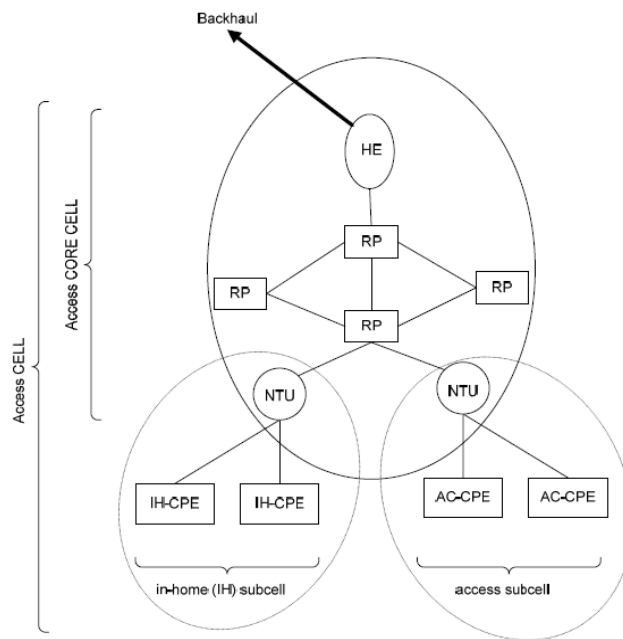 Backhaul
HE
RP
RP
RP
RP
NTU
NTU
IH-CPE
IH-CPE
AC-CPE
AC-CPE
in-home (IH) subcell
access subcell
Access CORE CELL
Access CELL